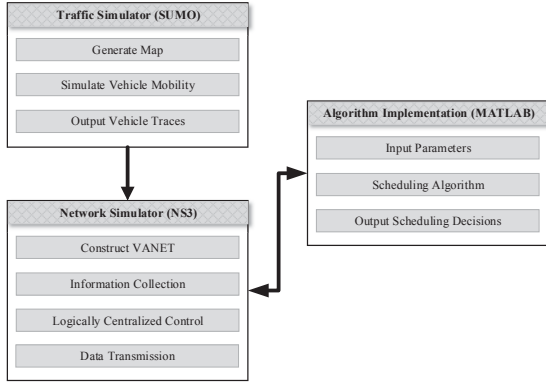 Traffic Simulator (SUMO)
Generate Map
Simulate Vehicle Mobility
Output Vehicle Traces
Network Simulator (NS3)
Construct VANET
Information Collection
Logically Centralized Control
Data Transmission
Algorithm Implementation (MATLAB)
Input Parameters
Scheduling Algorithm
Output Scheduling Decisions